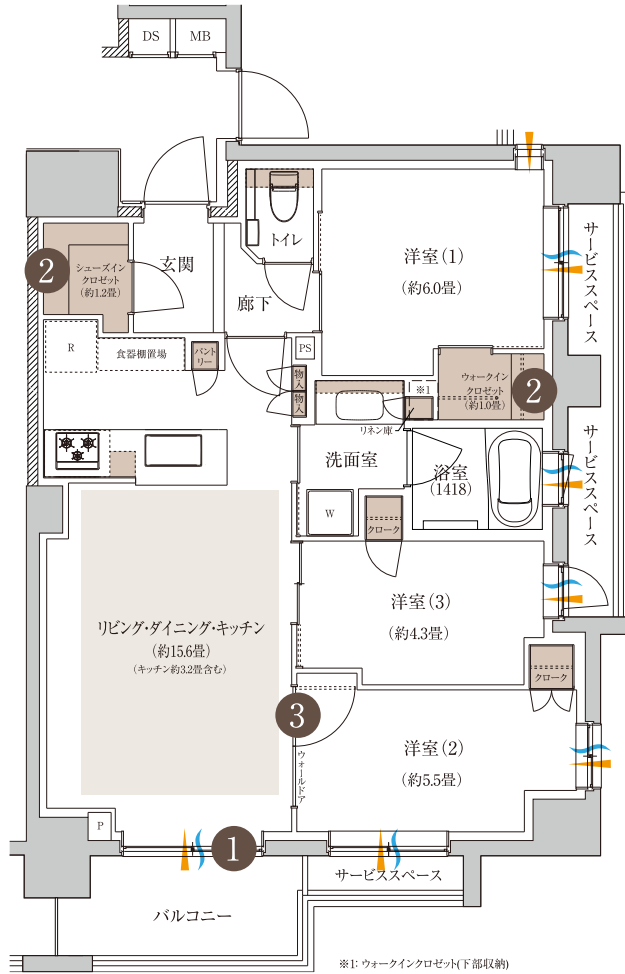 DS MB
トイレ
洋室(1)
(約6.0畳)
サービススペース
2
シューズイン
クロゼット
(約1.2畳)
玄関
廊下
R
食器棚置場
パント
リー
PS
物入
物入
※1
リネン庫
ウォークイン
クロゼット
(約1.0畳)
2
洗面室
浴室
(1418)
サービススペース
W
クローク
リビング・ダイニング・キッチン
(約15.6畳)
(キッチン約3.2畳含む)
洋室(3)
(約4.3畳)
クローク
3
ウォールドア
洋室(2)
(約5.5畳)
P
1
サービススペース
バルコニー
※1: ウォークインクロゼット(下部収納)